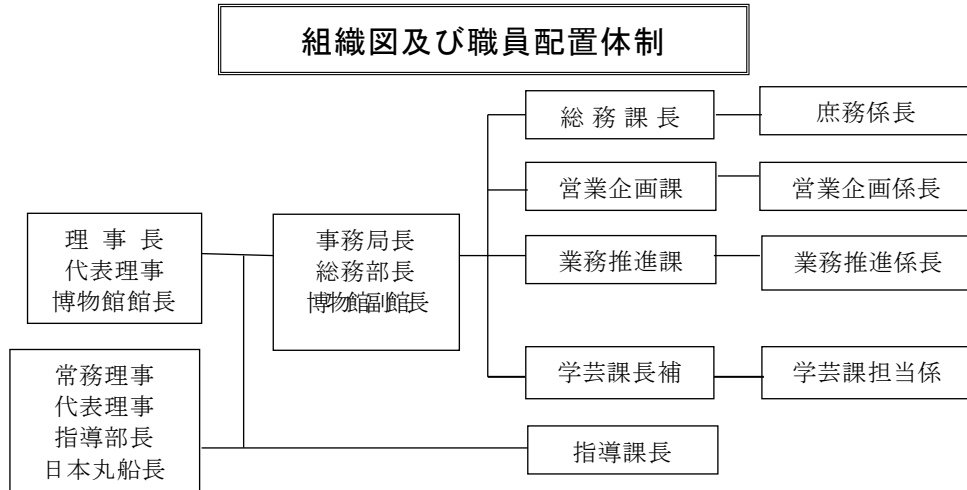 組織図及び職員配置体制
総務課長
庶務係長
営業企画課
営業企画係長
理事長
代表理事
博物館館長
事務局長
総務部長
博物館副館長
業務推進課
業務推進係長
学芸課長補
学芸課担当係
常務理事
代表理事
指導部長
日本丸船長
指導課長